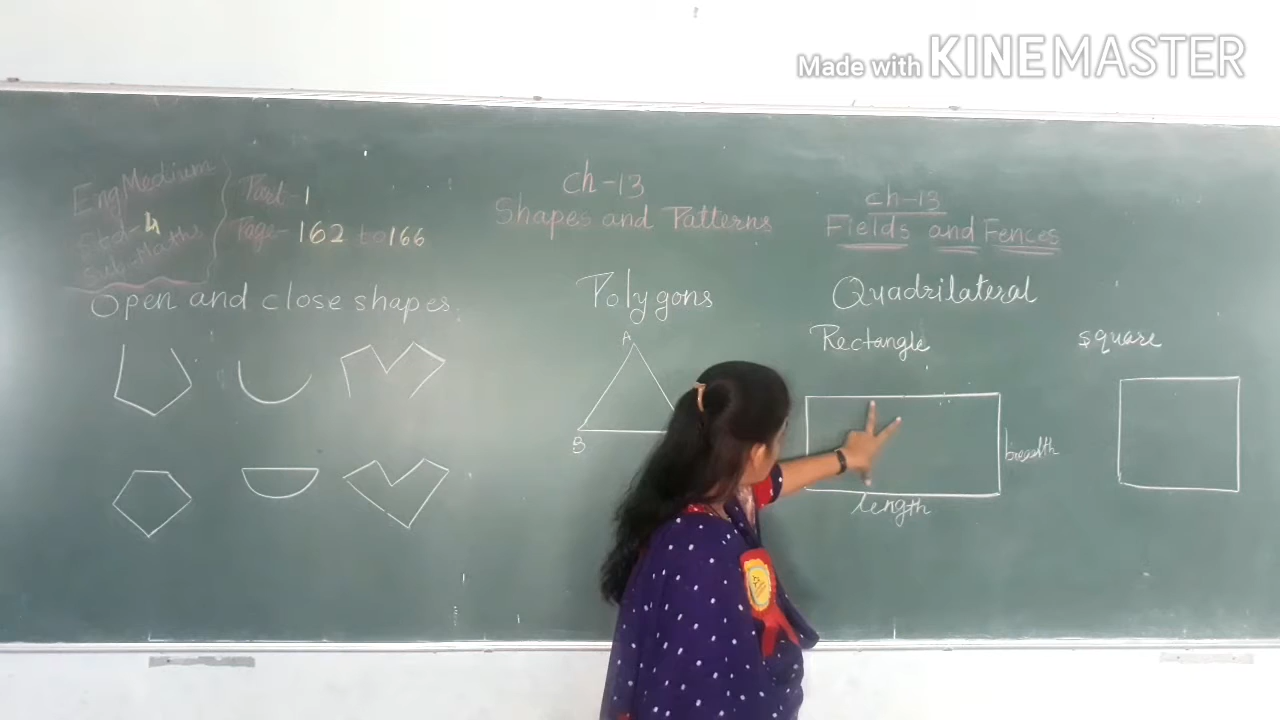 Made with KINEMASTER
Eng Medium
Std-4
Sub-Maths
Part-1
Page-162 to 166
Ch-13
Shapes and Patterns
ch-13
Fields and Fences
Open and close shapes
Polygons
A
B
Quadrilateral
Rectangle
breadth
length
square